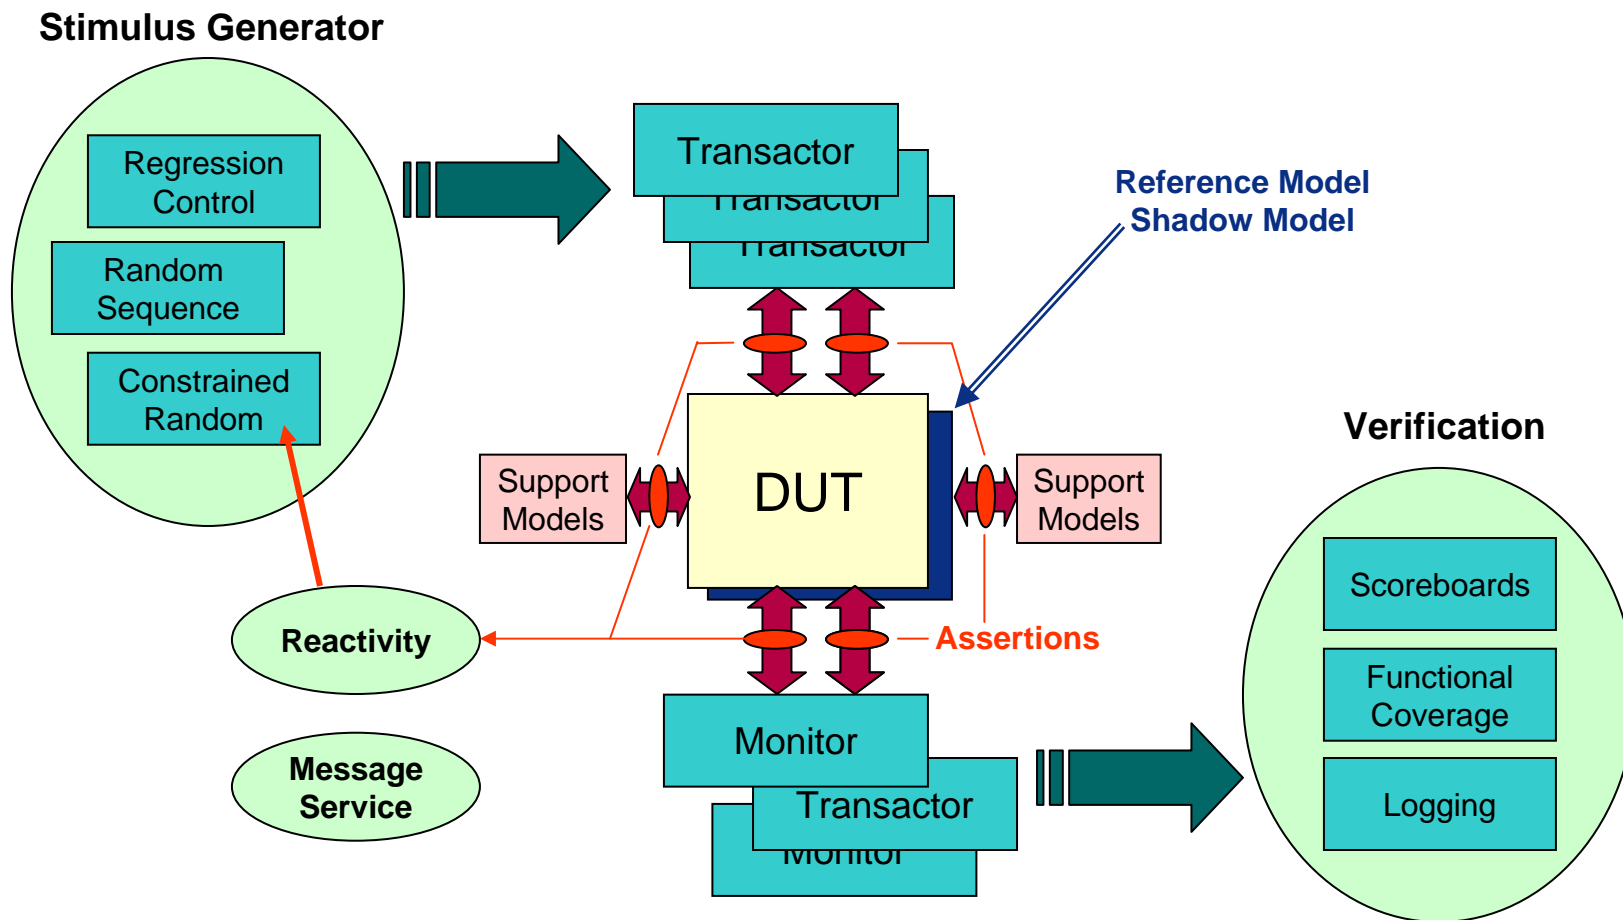 Stimulus Generator
Regression
Control
Random
Sequence
Constrained
Random
Transactor
Transactor
Transactor
Reference Model
Shadow Model
Support
Models
DUT
Support
Models
Verification
Scoreboards
Functional
Coverage
Logging
Reactivity
Assertions
Message
Service
Monitor
Transactor
Monitor